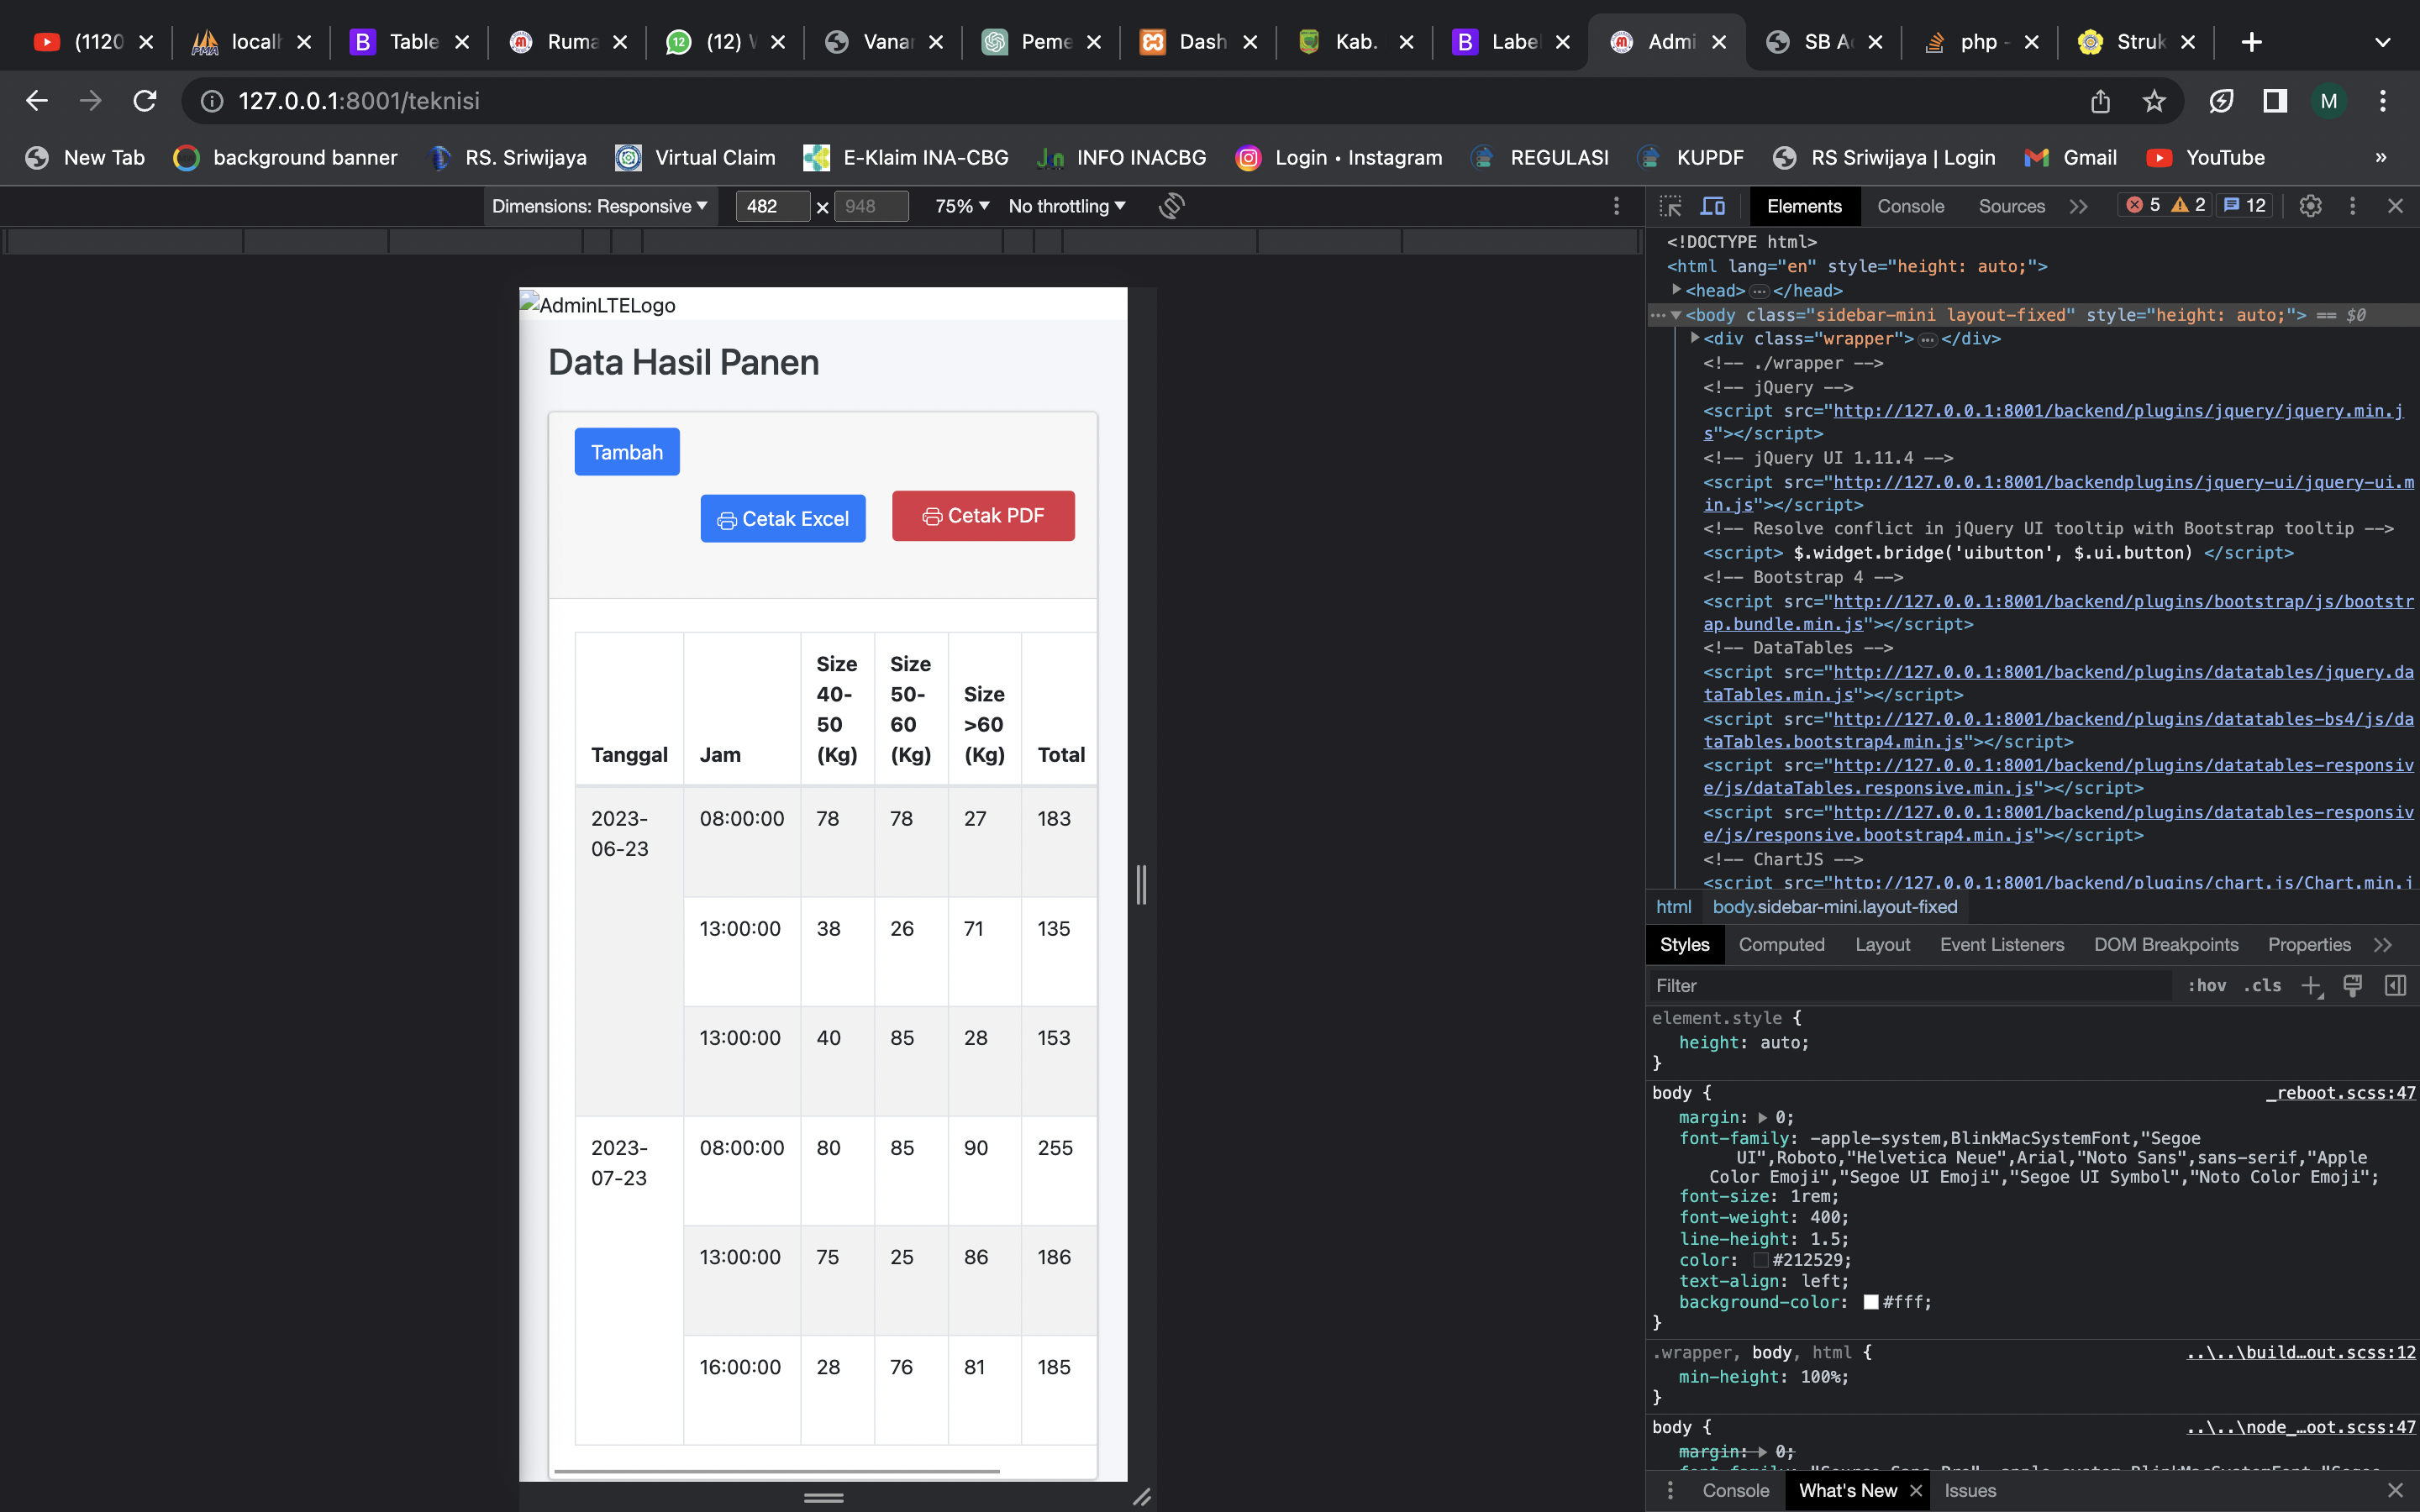 (1120
locall
Table
Ruma
(12) W
Vanar
Peme
Dash
Kab.
Label
Admi
SB A
php -
Struk
127.0.0.1:8001/teknisi
M
New Tab
background banner
RS. Sriwijaya
Virtual Claim
E-Klaim INA-CBG
INFO INACBG
Login • Instagram
REGULASI
KUPDF
RS Sriwijaya | Login
Gmail
YouTube
»
Dimensions: Responsive
482 × 948
75%
No throttling
Elements
Console
Sources
5
2
12
AdminLTELogo
Data Hasil Panen
Tambah
Cetak Excel
Cetak PDF
Tanggal Jam Size 40-50 (Kg) Size 50-60 (Kg) Size >60 (Kg) Total
2023-06-23 08:00:00 78 78 27 183
13:00:00 38 26 71 135
13:00:00 40 85 28 153
2023-07-23 08:00:00 80 85 90 255
13:00:00 75 25 86 186
16:00:00 28 76 81 185
<!DOCTYPE html>
<html lang="en" style="height: auto;">
<head>…</head>
<body class="sidebar-mini layout-fixed" style="height: auto;"> == $0
<div class="wrapper">…</div>
<!-- ./wrapper -->
<!-- jQuery -->
<script src="http://127.0.0.1:8001/backend/plugins/jquery/jquery.min.j
s"></script>
<!-- jQuery UI 1.11.4 -->
<script src="http://127.0.0.1:8001/backendplugins/jquery-ui/jquery-ui.m
in.js"></script>
<!-- Resolve conflict in jQuery UI tooltip with Bootstrap tooltip -->
<script> $.widget.bridge('uibutton', $.ui.button) </script>
<!-- Bootstrap 4 -->
<script src="http://127.0.0.1:8001/backend/plugins/bootstrap/js/bootstr
ap.bundle.min.js"></script>
<!-- DataTables -->
<script src="http://127.0.0.1:8001/backend/plugins/datatables/jquery.da
taTables.min.js"></script>
<script src="http://127.0.0.1:8001/backend/plugins/datatables-bs4/js/da
taTables.bootstrap4.min.js"></script>
<script src="http://127.0.0.1:8001/backend/plugins/datatables-responsiv
e/js/dataTables.responsive.min.js"></script>
<script src="http://127.0.0.1:8001/backend/plugins/datatables-responsiv
e/js/responsive.bootstrap4.min.js"></script>
<!-- ChartJS -->
<script src="http://127.0.0.1:8001/backend/plugins/chart.js/Chart.min.j
html
body.sidebar-mini.layout-fixed
Styles
Computed
Layout
Event Listeners
DOM Breakpoints
Properties
Filter
:hov
.cls
element.style {
height: auto;
}
body {
_reboot.scss:47
margin: 0;
font-family: -apple-system,BlinkMacSystemFont,"Segoe
UI",Roboto,"Helvetica Neue",Arial,"Noto Sans",sans-serif,"Apple
Color Emoji","Segoe UI Emoji","Segoe UI Symbol","Noto Color Emoji";
font-size: 1rem;
font-weight: 400;
line-height: 1.5;
color: #212529;
text-align: left;
background-color: #fff;
}
.wrapper, body, html {
..\..\build…out.scss:12
min-height: 100%;
}
body {
..\..\node_…oot.scss:47
margin: 0;
Console
What's New
Issues